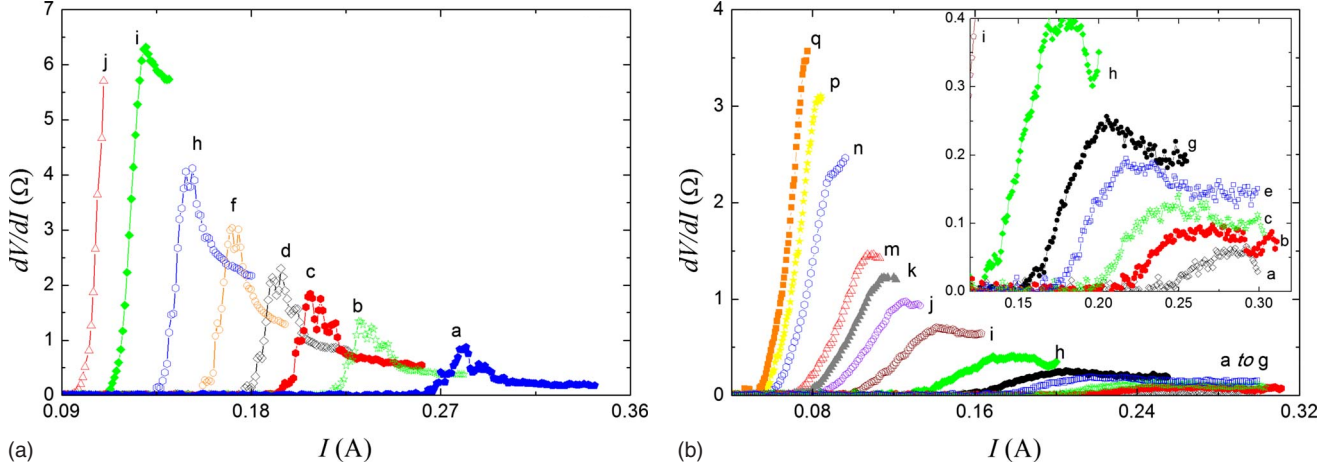 7
6
5
4
3
2
1
0
0.09
0.18
0.27
0.36
dV/dI (Ω)
I (A)
j
i
h
f
d
c
b
a
(a)
4
3
2
1
0
0.08
0.16
0.24
0.32
dV/dI (Ω)
I (A)
q
p
n
m
k
j
i
h
a to g
0.4
0.3
0.2
0.1
0.0
0.15
0.20
0.25
0.30
i
h
g
e
c
b
a
(b)